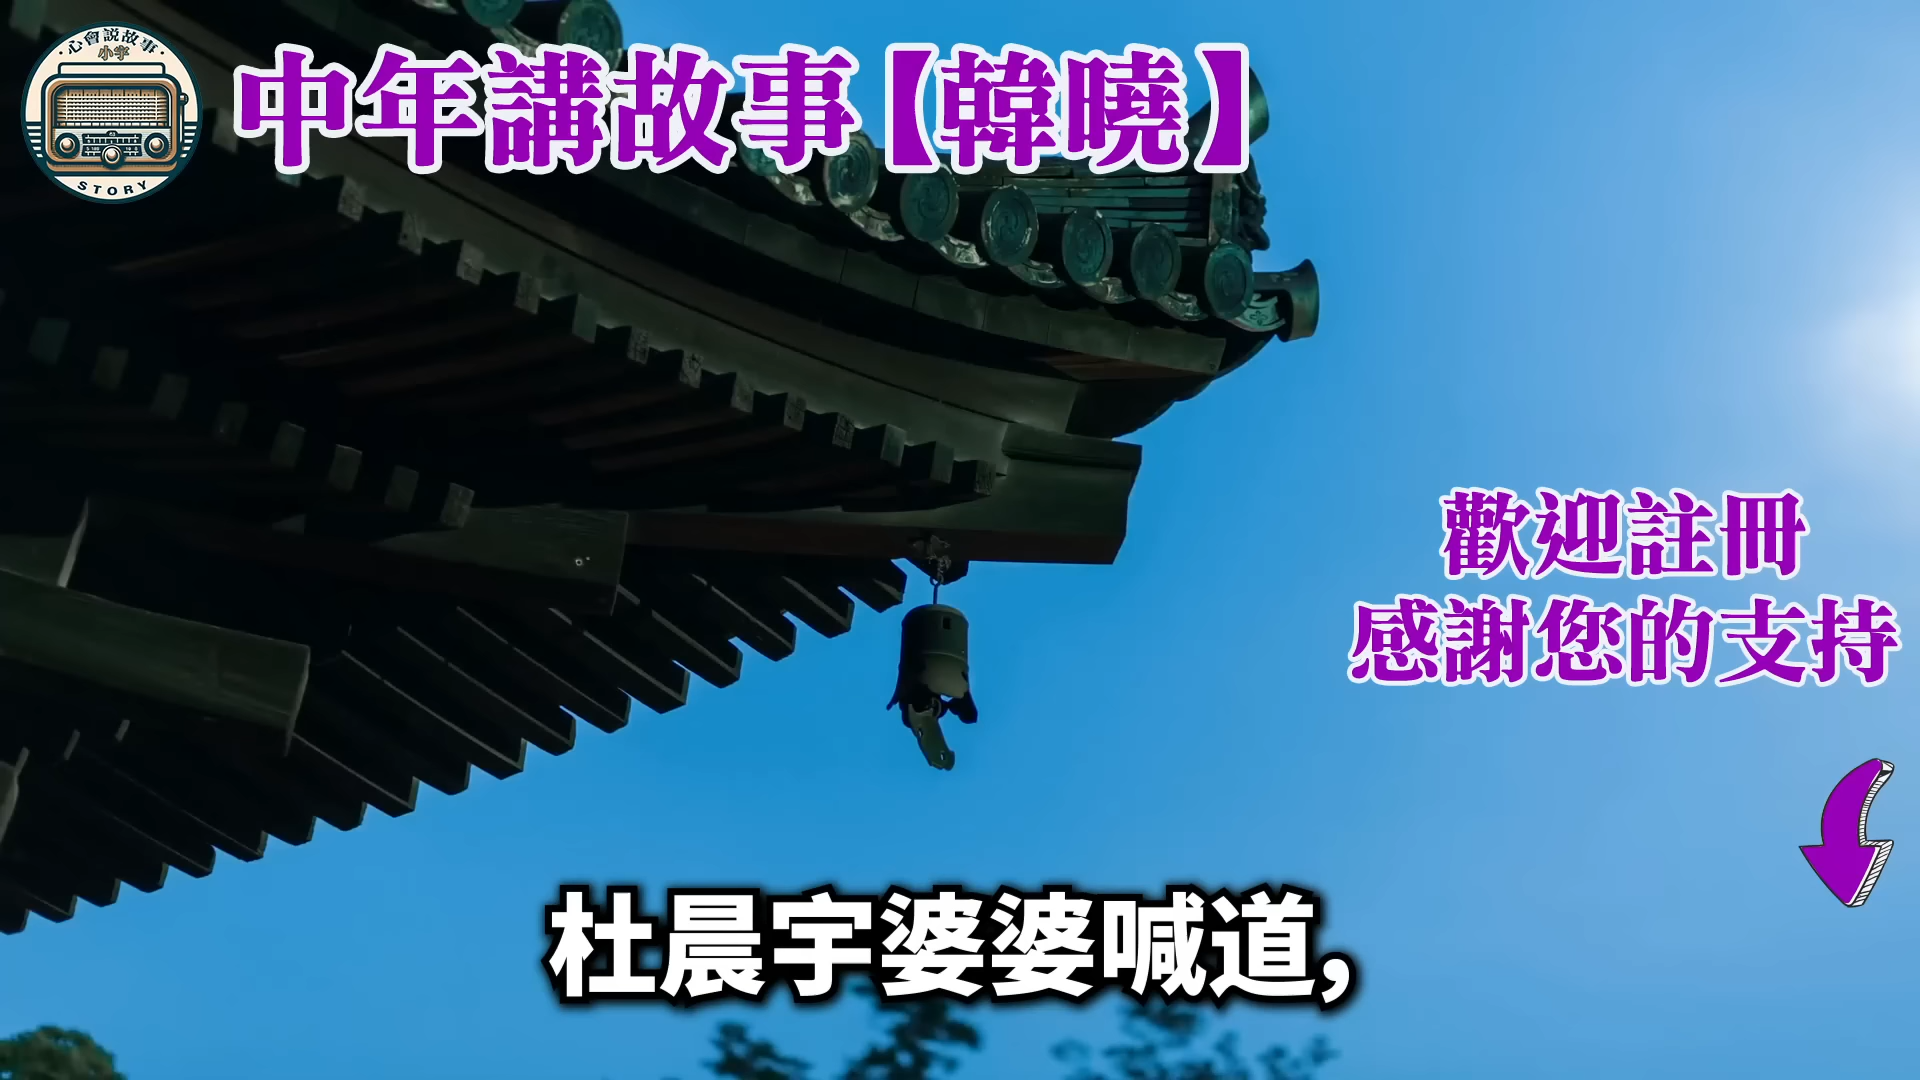 心會説故事
小宇
STORY
中年講故事【韓曉】
歡迎註冊
感謝您的支持
杜晨宇婆婆喊道,